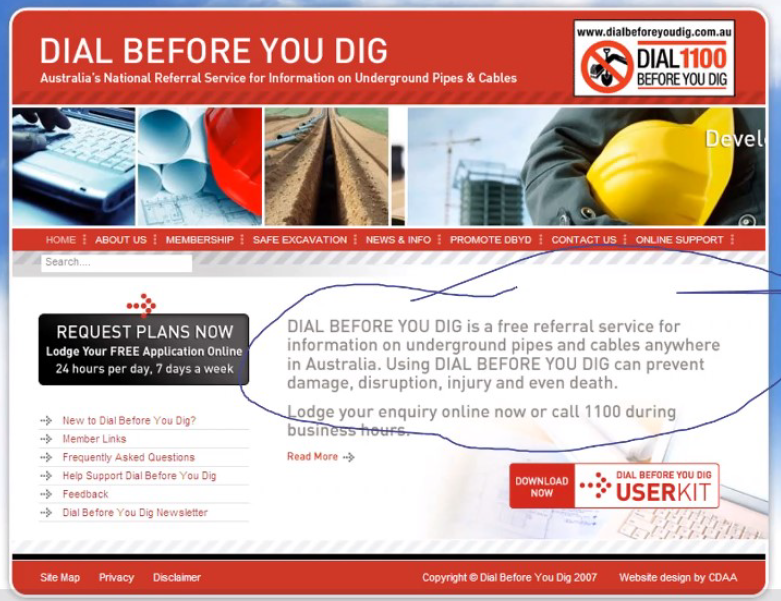 DIAL BEFORE YOU DIG
Australia's National Referral Service for Information on Underground Pipes & Cables
www.dialbeforeyoudig.com.au
DIAL1100
BEFORE YOU DIG
Devel
HOME ABOUT US MEMBERSHIP SAFE EXCAVATION NEWS & INFO PROMOTE DBYD CONTACT US ONLINE SUPPORT
Search....
REQUEST PLANS NOW
Lodge Your FREE Application Online
24 hours per day, 7 days a week
New to Dial Before You Dig?
Member Links
Frequently Asked Questions
Help Support Dial Before You Dig
Feedback
Dial Before You Dig Newsletter
DIAL BEFORE YOU DIG is a free referral service for
information on underground pipes and cables anywhere
in Australia. Using DIAL BEFORE YOU DIG can prevent
damage, disruption, injury and even death.
Lodge your enquiry online now or call 1100 during
business hours.
Read More
DOWNLOAD
NOW
DIAL BEFORE YOU DIG
USERKIT
Site Map Privacy Disclaimer
Copyright © Dial Before You Dig 2007 Website design by CDAA